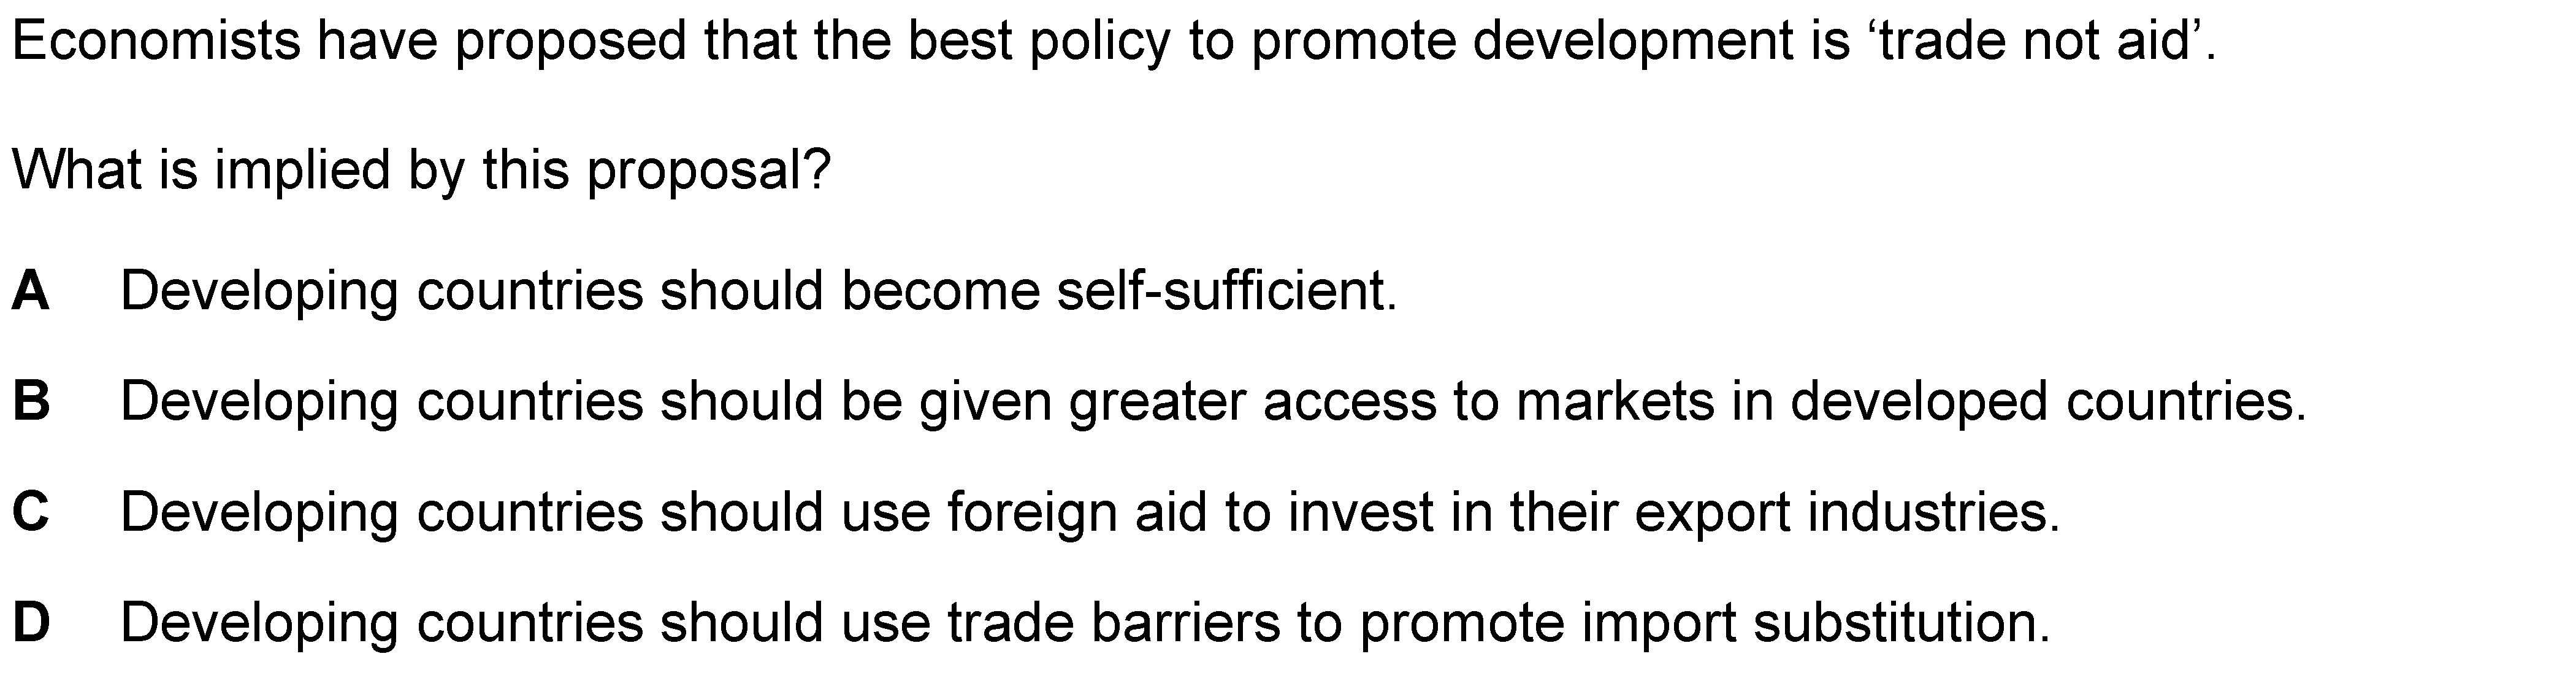 Economists have proposed that the best policy to promote development is ‘trade not aid’.
What is implied by this proposal?
A Developing countries should become self-sufficient.
B Developing countries should be given greater access to markets in developed countries.
C Developing countries should use foreign aid to invest in their export industries.
D Developing countries should use trade barriers to promote import substitution.